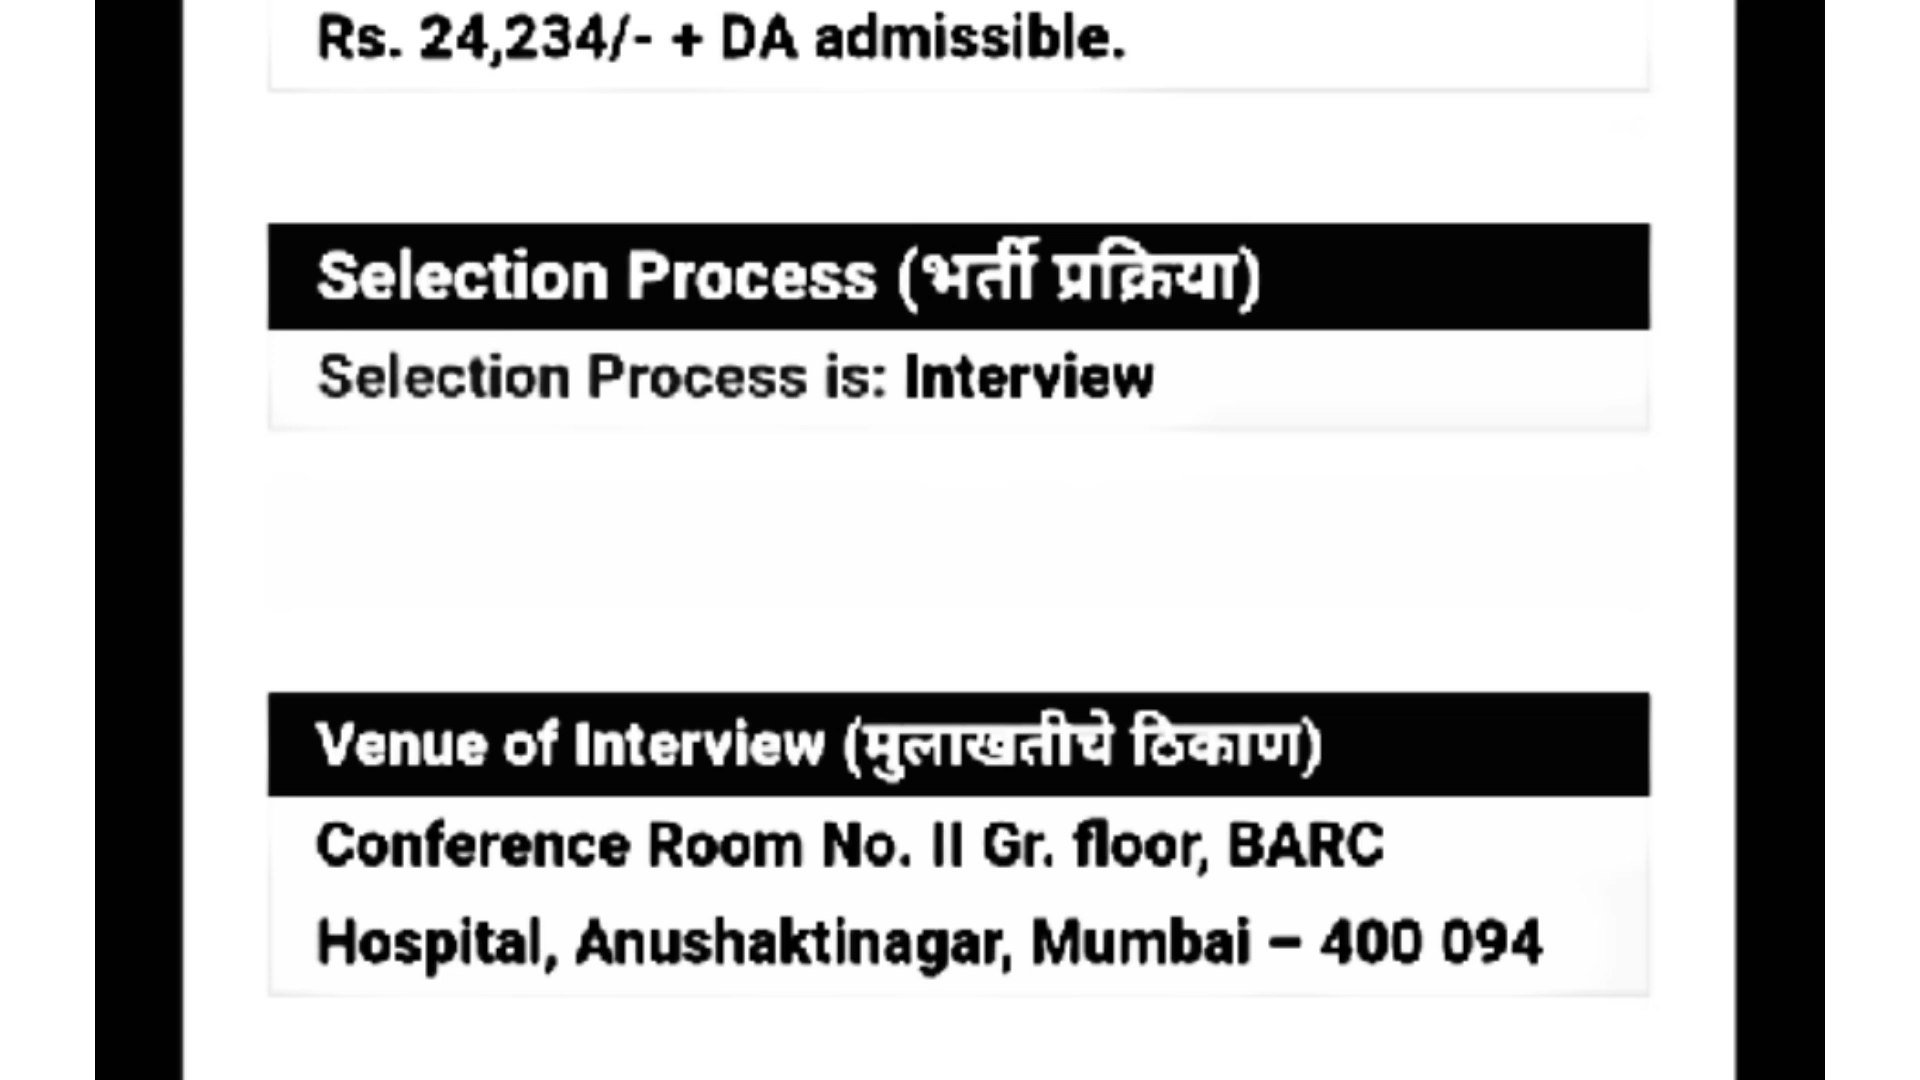 Rs. 24,234/- + DA admissible.
Selection Process (भर्ती प्रक्रिया)
Selection Process is: Interview
Venue of Interview (मुलाखतीचे ठिकाण)
Conference Room No. II Gr. floor, BARC
Hospital, Anushaktinagar, Mumbai – 400 094